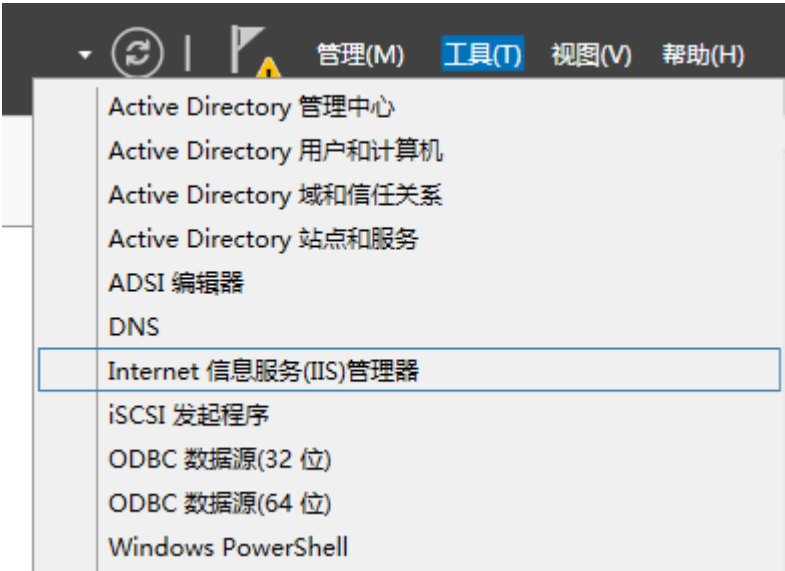 管理(M) 工具(T) 视图(V) 帮助(H)
Active Directory 管理中心
Active Directory 用户和计算机
Active Directory 域和信任关系
Active Directory 站点和服务
ADSI 编辑器
DNS
Internet 信息服务(IIS)管理器
iSCSI 发起程序
ODBC 数据源(32 位)
ODBC 数据源(64 位)
Windows PowerShell